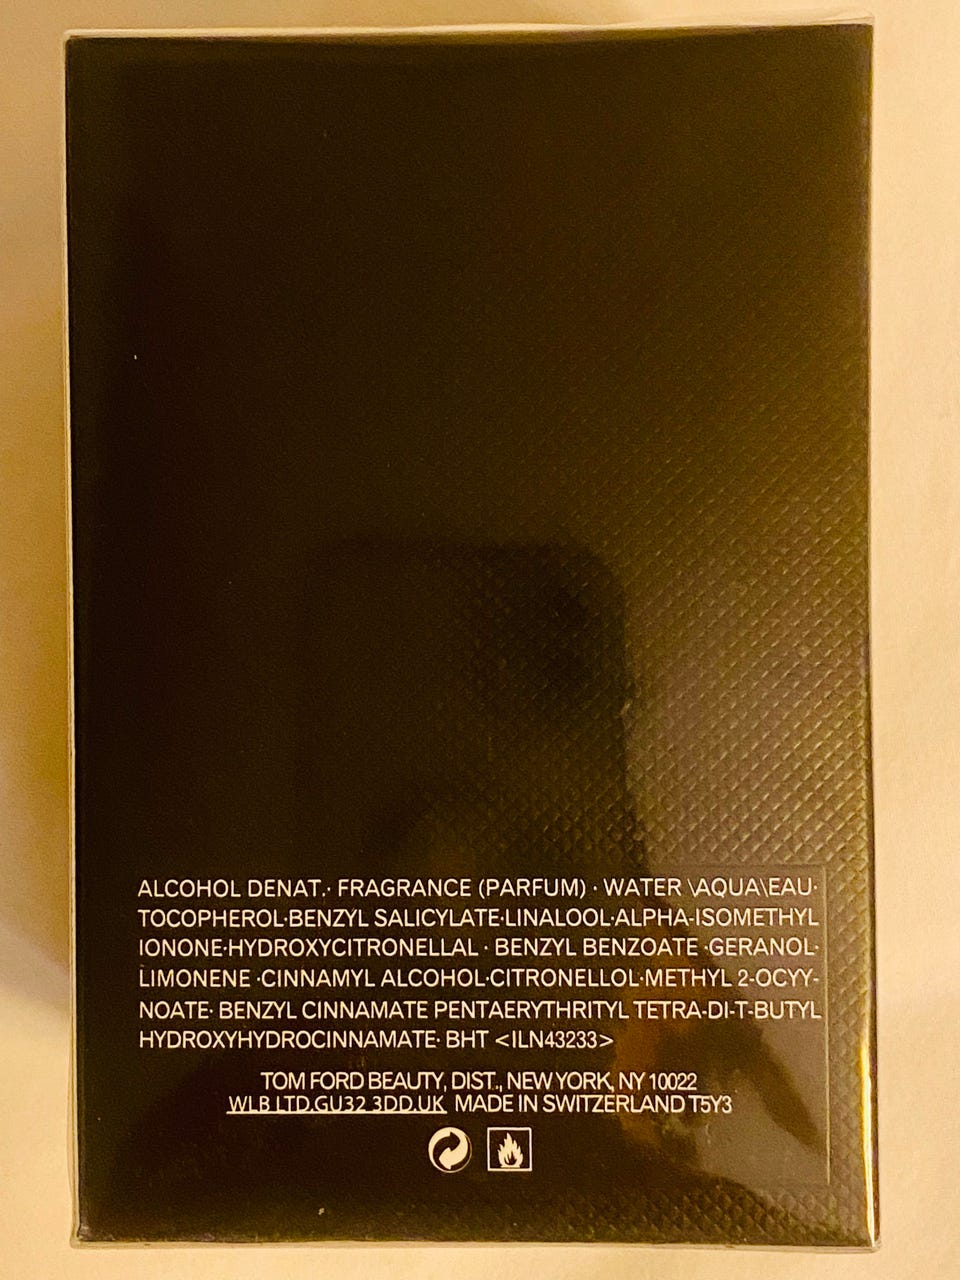 ALCOHOL DENAT.· FRAGRANCE (PARFUM) · WATER \AQUA\EAU·
TOCOPHEROL·BENZYL SALICYLATE·LINALOOL·ALPHA-ISOMETHYL
IONONE·HYDROXYCITRONELLAL · BENZYL BENZOATE ·GERANOL·
LIMONENE ·CINNAMYL ALCOHOL·CITRONELLOL·METHYL 2-OCYY-
NOATE· BENZYL CINNAMATE PENTAERYTHRITYL TETRA-DI-T-BUTYL
HYDROXYHYDROCINNAMATE· BHT <ILN43233>
TOM FORD BEAUTY, DIST., NEW YORK, NY 10022
WLB LTD.GU32 3DD.UK MADE IN SWITZERLAND T5Y3